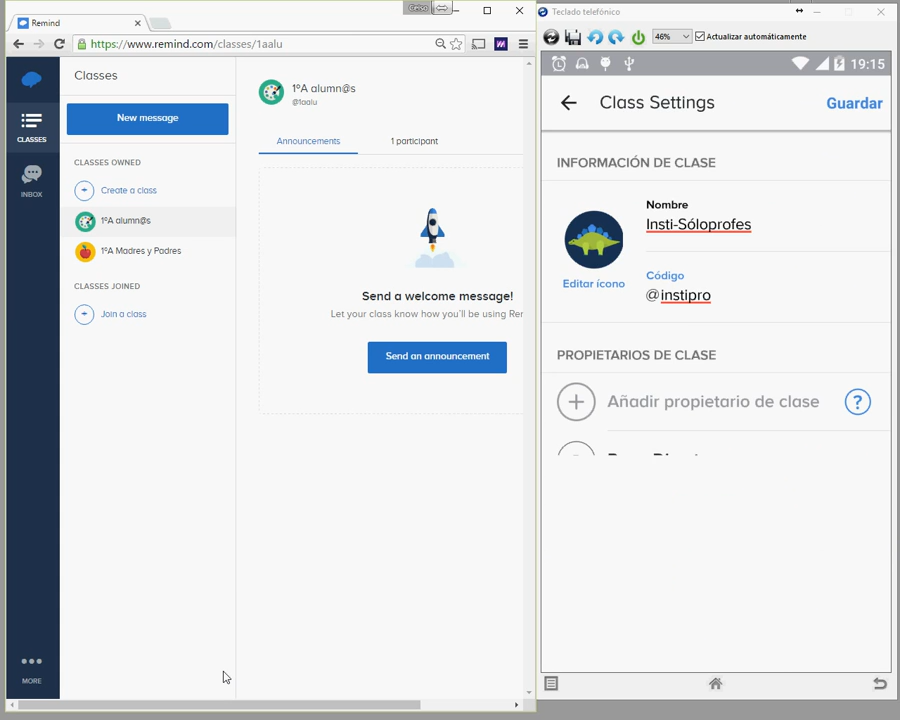 Celso
Remind
https://www.remind.com/classes/1aalu
CLASSES
INBOX
MORE
Classes
New message
CLASSES OWNED
Create a class
1ºA alumn@s
1ºA Madres y Padres
CLASSES JOINED
Join a class
1ºA alumn@s
@1aalu
Announcements
1 participant
Send a welcome message!
Let your class know how you'll be using Rem
Send an announcement
Teclado telefónico
46%
Actualizar automáticamente
19:15
Class Settings
Guardar
INFORMACIÓN DE CLASE
Nombre
Insti-Sóloprofes
Editar ícono
Código
@instipro
PROPIETARIOS DE CLASE
Añadir propietario de clase
?